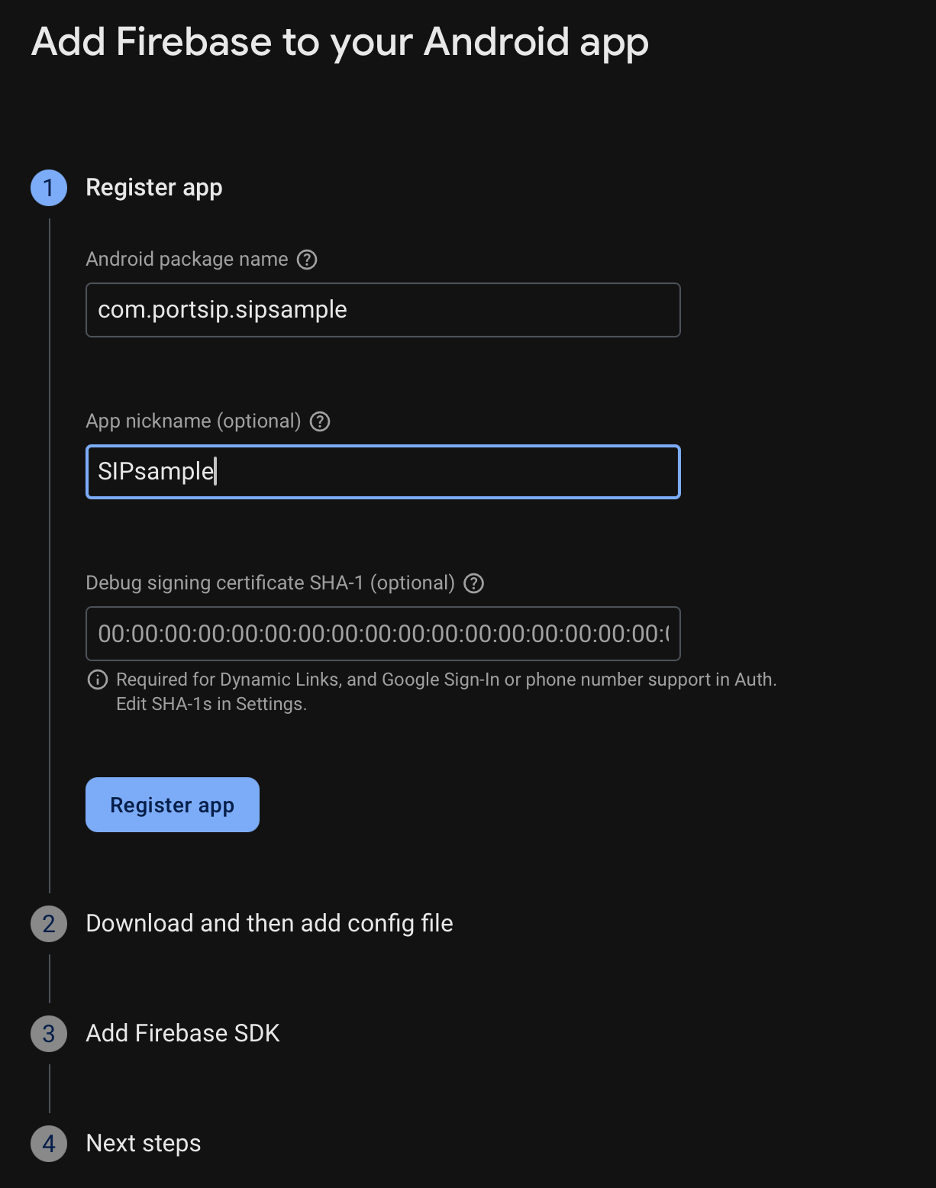 Add Firebase to your Android app
1 Register app
Android package name ?
com.portsip.sipsample
App nickname (optional) ?
SIPsample
Debug signing certificate SHA-1 (optional) ?
00:00:00:00:00:00:00:00:00:00:00:00:00:00:00:00:00:
Required for Dynamic Links, and Google Sign-In or phone number support in Auth.
Edit SHA-1s in Settings.
Register app
2 Download and then add config file
3 Add Firebase SDK
4 Next steps